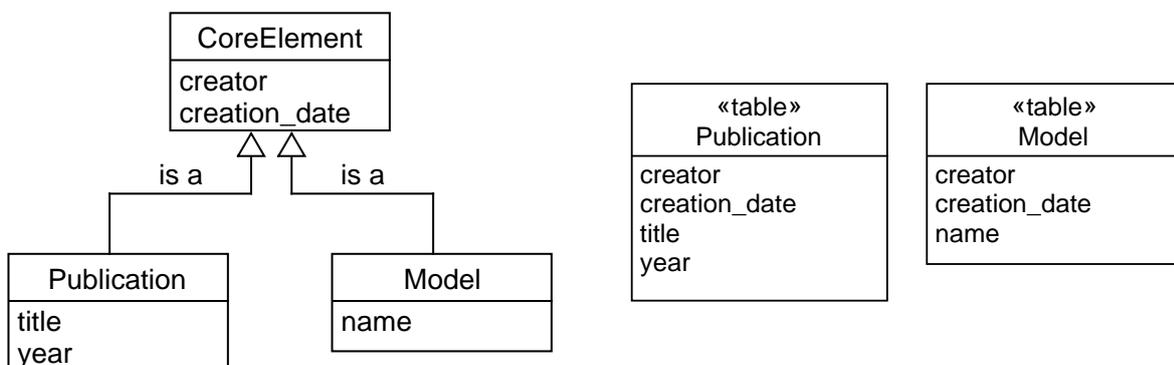 CoreElement
creator
creation_date
is a
is a
Publication
title
year
Model
name
«table»
Publication
creator
creation_date
title
year
«table»
Model
creator
creation_date
name